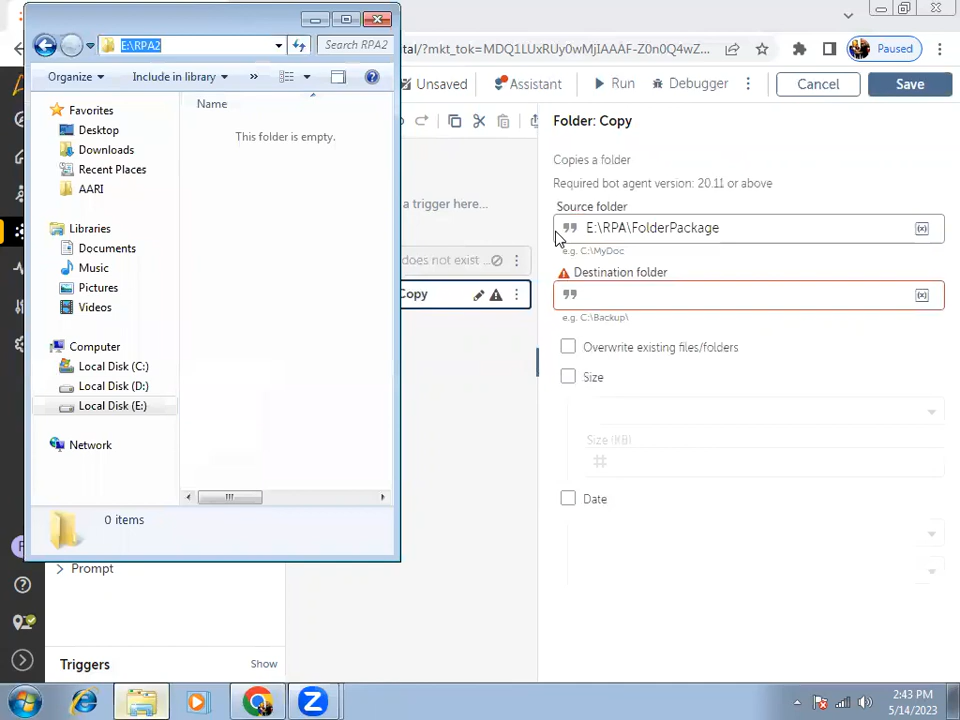 E:\RPA2
Search RPA2
tal/?mkt_tok=MDQ1LUxRUy0wMjIAAAF-Z0n0Q4wZ...
Paused
Organize
Include in library
»
Unsaved
Assistant
Run
Debugger
Cancel
Save
Favorites
Desktop
Downloads
Recent Places
AARI
Libraries
Documents
Music
Pictures
Videos
Computer
Local Disk (C:)
Local Disk (D:)
Local Disk (E:)
Network
Name
This folder is empty.
0 items
a trigger here...
does not exist ...
Copy
Folder: Copy
Copies a folder
Required bot agent version: 20.11 or above
Source folder
E:\RPA\FolderPackage
e.g. C:\MyDoc
Destination folder
e.g. C:\Backup\
Overwrite existing files/folders
Size
Size (KB)
Date
Prompt
Triggers
Show
2:43 PM
5/14/2023